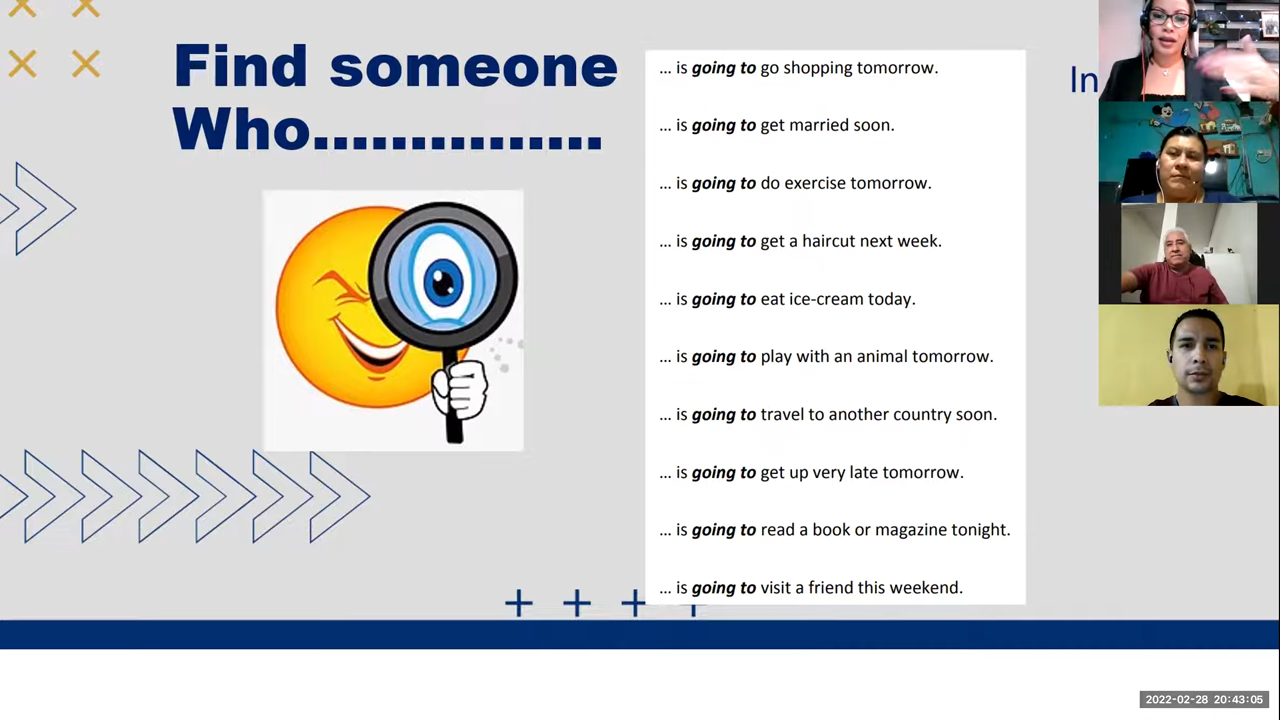 Find someone
Who..............
... is going to go shopping tomorrow.
... is going to get married soon.
... is going to do exercise tomorrow.
... is going to get a haircut next week.
... is going to eat ice-cream today.
... is going to play with an animal tomorrow.
... is going to travel to another country soon.
... is going to get up very late tomorrow.
... is going to read a book or magazine tonight.
... is going to visit a friend this weekend.
In
2022-02-28 20:43:05